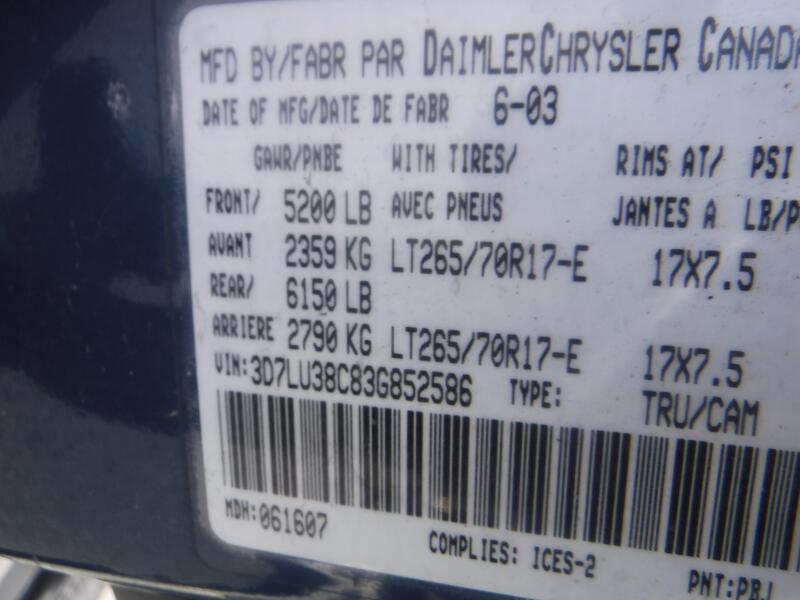 MFD BY/FABR PAR DAIMLERCHRYSLER CANADA
DATE OF MFG/DATE DE FABR 6-03
GAWR/PNBE WITH TIRES/ RIMS AT/ PSI
FRONT/ 5200 LB AVEC PNEUS JANTES A LB/P
AVANT 2359 KG LT265/70R17-E 17X7.5
REAR/ 6150 LB
ARRIERE 2790 KG LT265/70R17-E 17X7.5
VIN:3D7LU38C83G852586 TYPE: TRU/CAM
MDH:061607
COMPLIES: ICES-2
PNT:PBJ